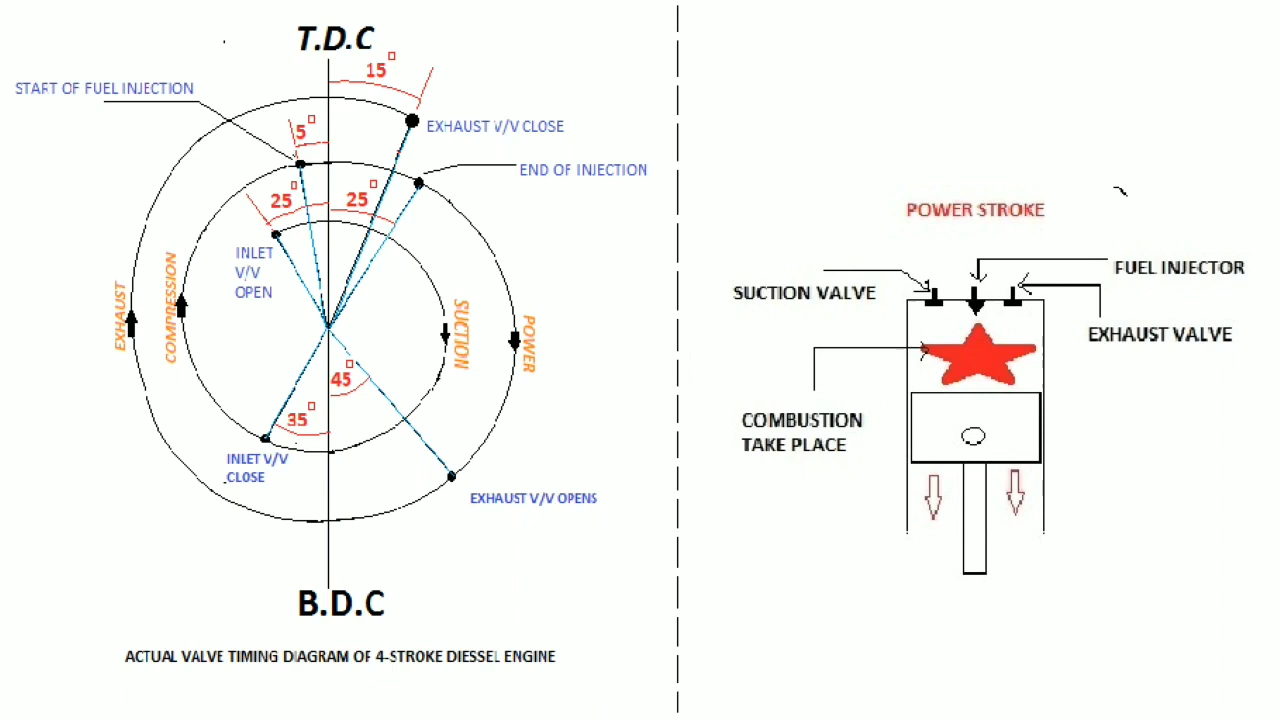 T.D.C
15°
START OF FUEL INJECTION
5°
EXHAUST V/V CLOSE
END OF INJECTION
25°
25°
INLET
V/V
OPEN
EXHAUST
COMPRESSION
SUCTION
POWER
45°
35°
INLET V/V
CLOSE
EXHAUST V/V OPENS
B.D.C
ACTUAL VALVE TIMING DIAGRAM OF 4-STROKE DIESSEL ENGINE
POWER STROKE
FUEL INJECTOR
SUCTION VALVE
EXHAUST VALVE
COMBUSTION
TAKE PLACE